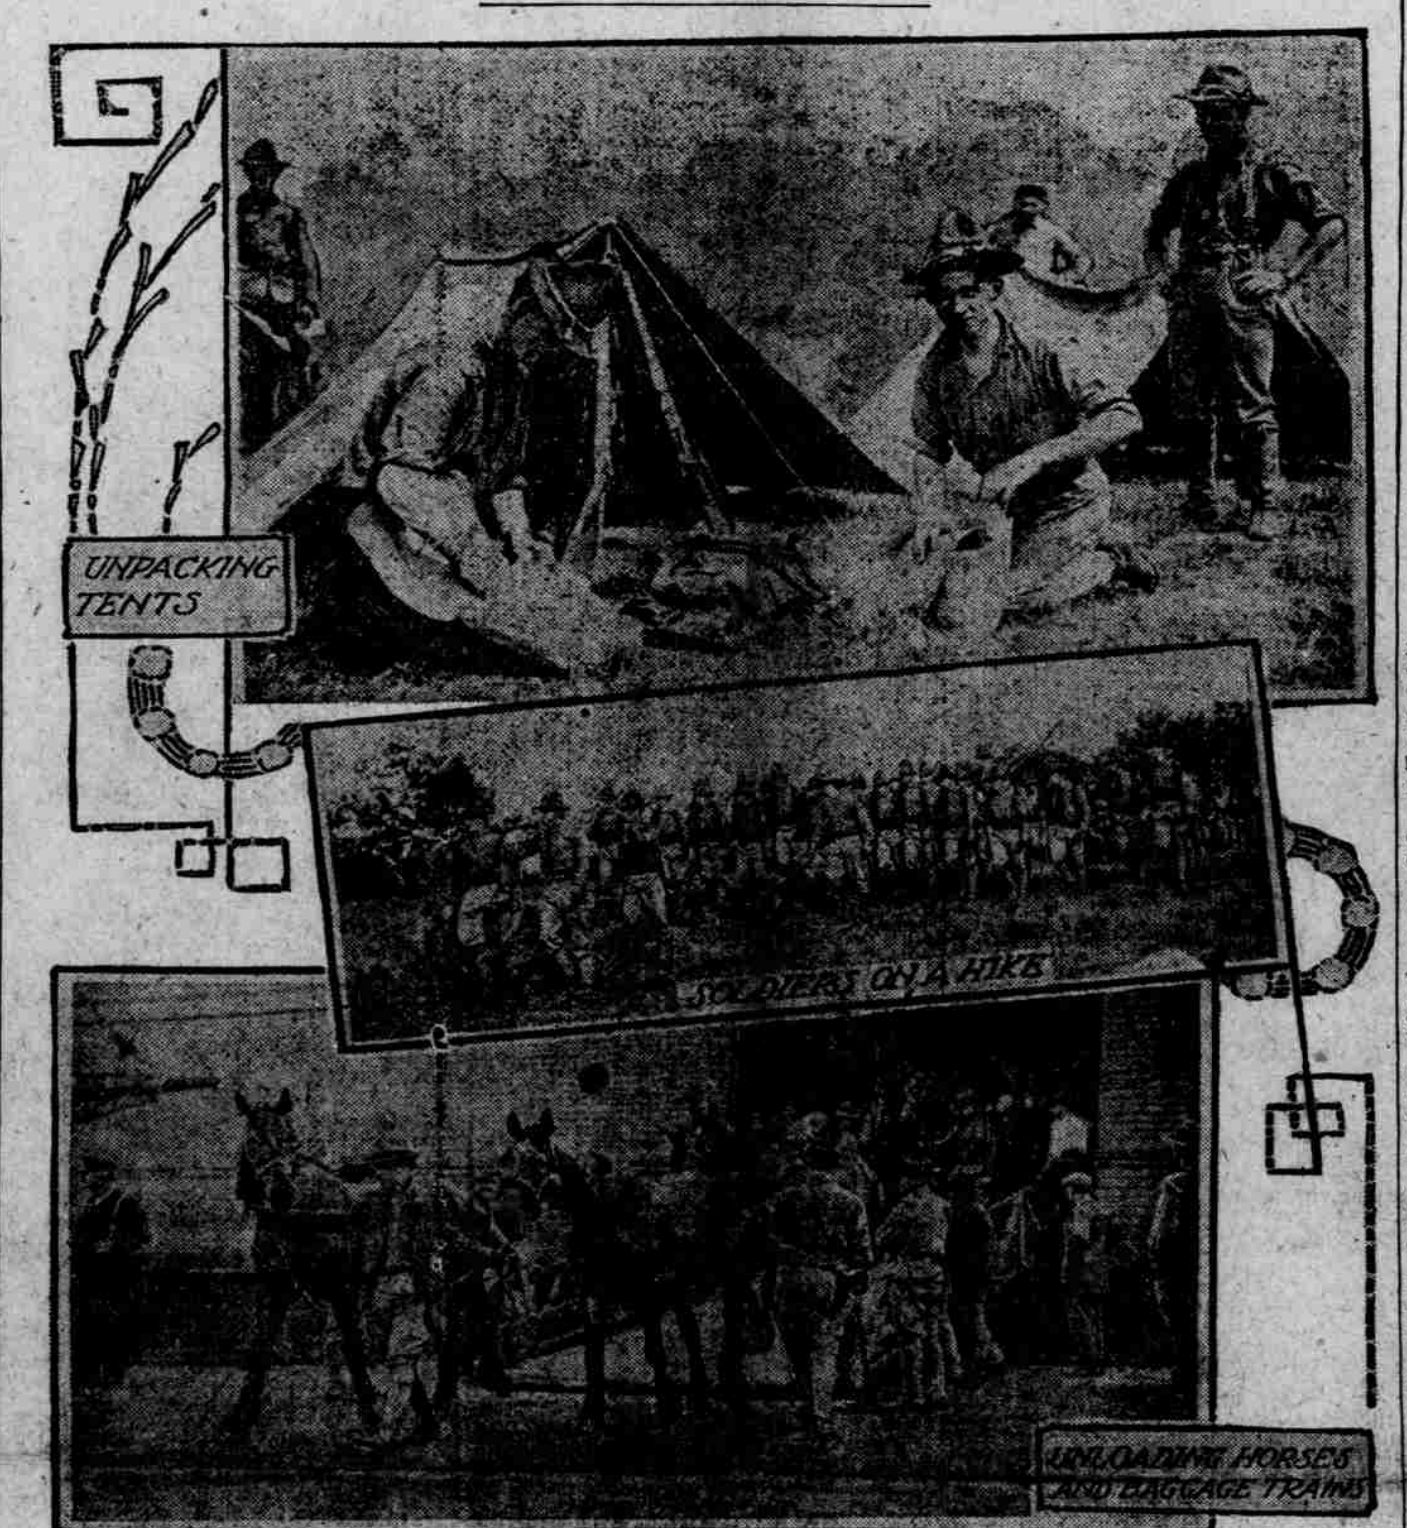 UNPACKING
TENTS
SOLDIERS ON A HIKE
UNLOADING HORSES
AND BAGGAGE TRAINS